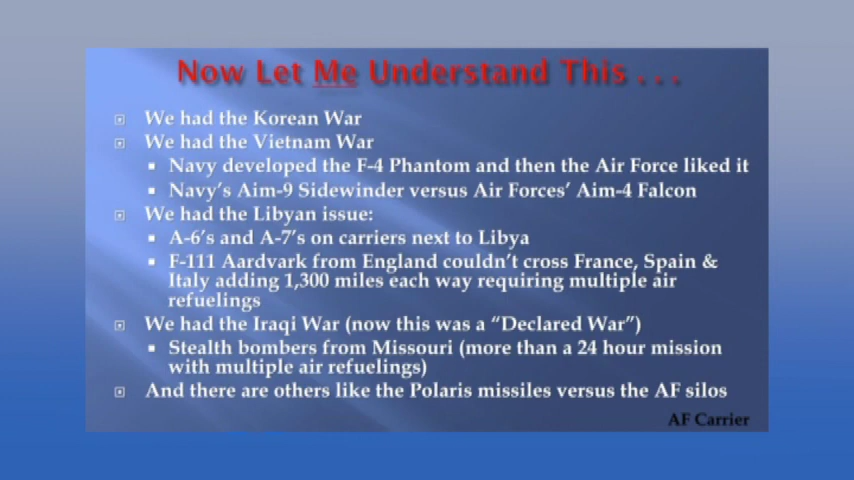 Now Let Me Understand This . . .
We had the Korean War
We had the Vietnam War
Navy developed the F-4 Phantom and then the Air Force liked it
Navy's Aim-9 Sidewinder versus Air Forces' Aim-4 Falcon
We had the Libyan issue:
A-6's and A-7's on carriers next to Libya
F-111 Aardvark from England couldn't cross France, Spain &
Italy adding 1,300 miles each way requiring multiple air
refuelings
We had the Iraqi War (now this was a “Declared War”)
Stealth bombers from Missouri (more than a 24 hour mission
with multiple air refuelings)
And there are others like the Polaris missiles versus the AF silos
AF Carrier